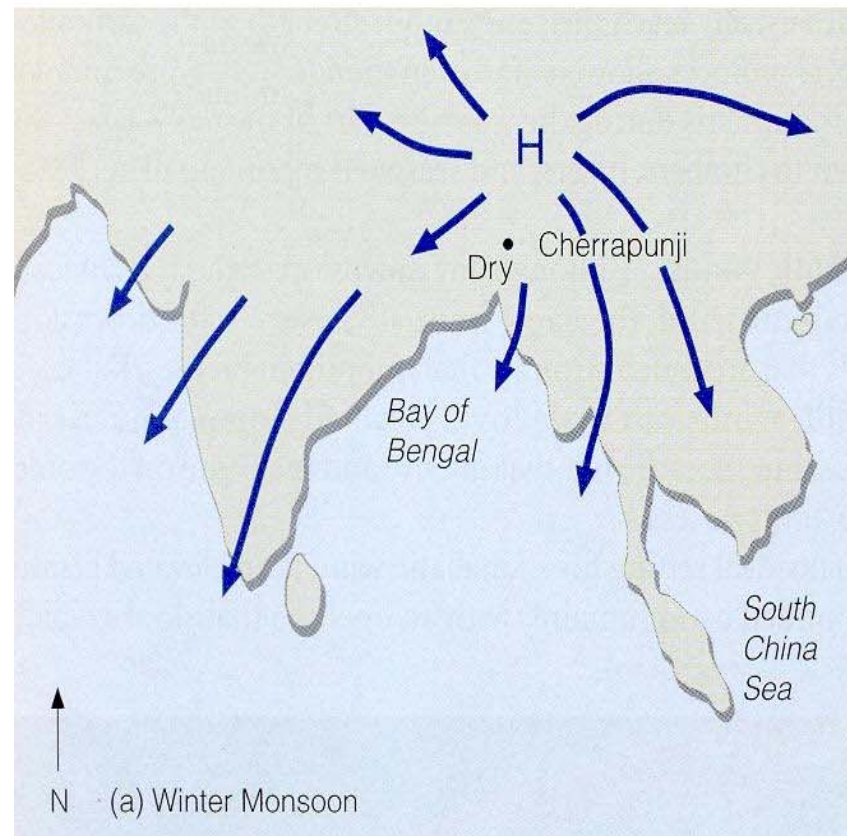 H
Cherrapunji
Dry
Bay of
Bengal
South
China
Sea
N
(a) Winter Monsoon